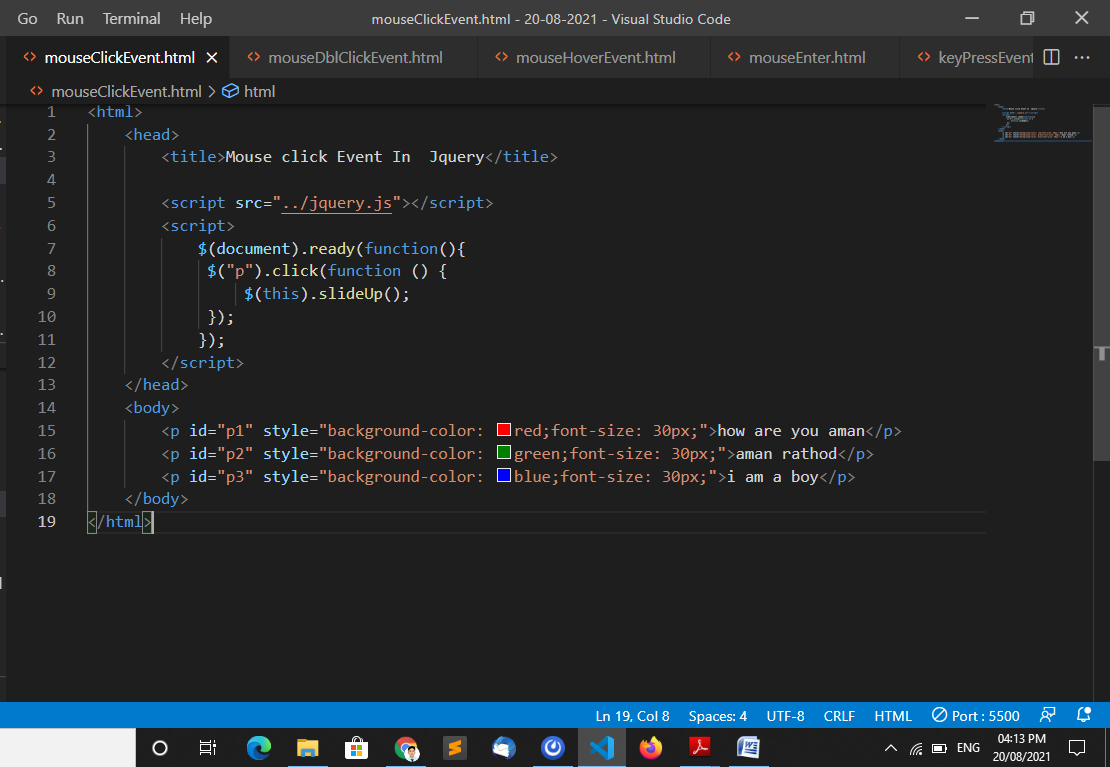 Go Run Terminal Help mouseClickEvent.html - 20-08-2021 - Visual Studio Code
mouseClickEvent.html mouseDblClickEvent.html mouseHoverEvent.html mouseEnter.html keyPressEvent
mouseClickEvent.html > html
1 <html>
2 <head>
3 <title>Mouse click Event In  Jquery</title>
4
5 <script src="../jquery.js"></script>
6 <script>
7 $(document).ready(function(){
8 $("p").click(function () {
9 $(this).slideUp();
10 });
11 });
12 </script>
13 </head>
14 <body>
15 <p id="p1" style="background-color: red;font-size: 30px;">how are you aman</p>
16 <p id="p2" style="background-color: green;font-size: 30px;">aman rathod</p>
17 <p id="p3" style="background-color: blue;font-size: 30px;">i am a boy</p>
18 </body>
19 </html>
Ln 19, Col 8 Spaces: 4 UTF-8 CRLF HTML Port : 5500
ENG 04:13 PM
20/08/2021